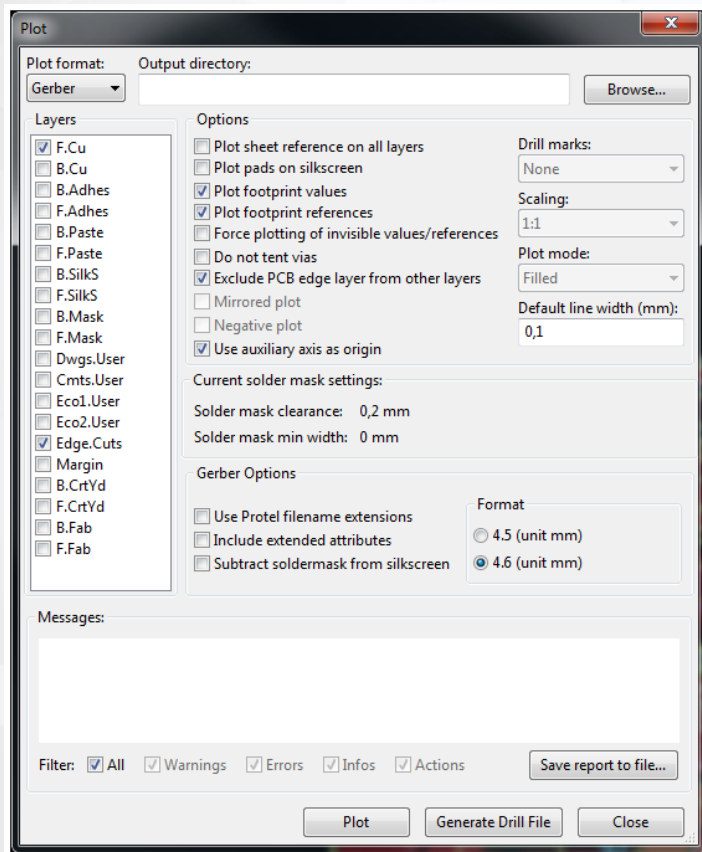 Plot
Plot format:
Output directory:
Gerber
Browse...
Layers
F.Cu
B.Cu
B.Adhes
F.Adhes
B.Paste
F.Paste
B.SilkS
F.SilkS
B.Mask
F.Mask
Dwgs.User
Cmts.User
Eco1.User
Eco2.User
Edge.Cuts
Margin
B.CrtYd
F.CrtYd
B.Fab
F.Fab
Options
Plot sheet reference on all layers
Plot pads on silkscreen
Plot footprint values
Plot footprint references
Force plotting of invisible values/references
Do not tent vias
Exclude PCB edge layer from other layers
Mirrored plot
Negative plot
Use auxiliary axis as origin
Drill marks:
None
Scaling:
1:1
Plot mode:
Filled
Default line width (mm):
0,1
Current solder mask settings:
Solder mask clearance: 0,2 mm
Solder mask min width: 0 mm
Gerber Options
Use Protel filename extensions
Include extended attributes
Subtract soldermask from silkscreen
Format
4.5 (unit mm)
4.6 (unit mm)
Messages:
Filter: All Warnings Errors Infos Actions
Save report to file...
Plot
Generate Drill File
Close